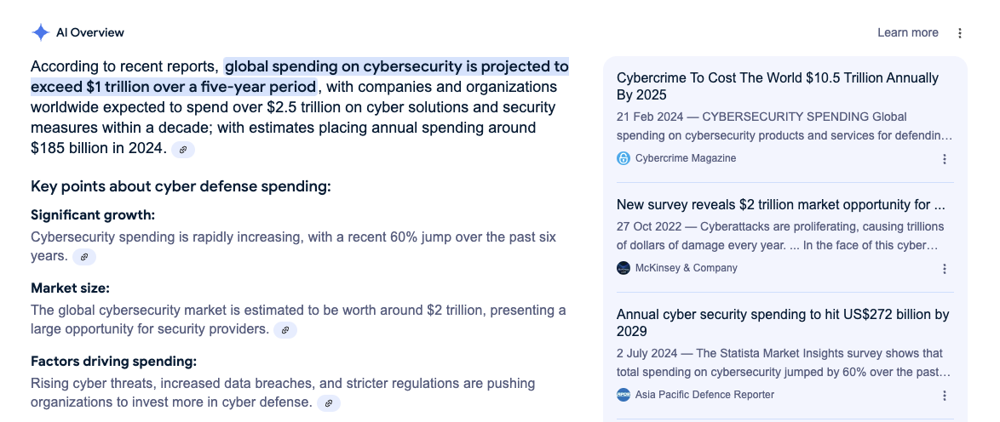 AI Overview
Learn more
According to recent reports, global spending on cybersecurity is projected to
exceed $1 trillion over a five-year period, with companies and organizations
worldwide expected to spend over $2.5 trillion on cyber solutions and security
measures within a decade; with estimates placing annual spending around
$185 billion in 2024.
Key points about cyber defense spending:
Significant growth:
Cybersecurity spending is rapidly increasing, with a recent 60% jump over the past six
years.
Market size:
The global cybersecurity market is estimated to be worth around $2 trillion, presenting a
large opportunity for security providers.
Factors driving spending:
Rising cyber threats, increased data breaches, and stricter regulations are pushing
organizations to invest more in cyber defense.
Cybercrime To Cost The World $10.5 Trillion Annually
By 2025
21 Feb 2024 — CYBERSECURITY SPENDING Global
spending on cybersecurity products and services for defendin…
Cybercrime Magazine
New survey reveals $2 trillion market opportunity for ...
27 Oct 2022 — Cyberattacks are proliferating, causing trillions
of dollars of damage every year. ... In the face of this cyber…
McKinsey & Company
Annual cyber security spending to hit US$272 billion by
2029
2 July 2024 — The Statista Market Insights survey shows that
total spending on cybersecurity jumped by 60% over the past…
Asia Pacific Defence Reporter